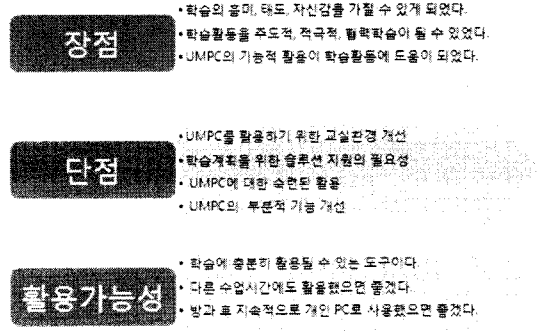 장점
• 학습의 흥미, 태도, 자신감를 가질 수 있게 되었다.
• 학습활동을 주도적, 적극적, 협력학습이 될 수 있었다.
• UMPC의 기능적 활용이 학습활동에 도움이 되었다.
단점
• UMPC를 활용하기 위한 교실환경 개선
• 학습계획을 위한 솔루션 지원의 필요성
• UMPC에 대한 숙련된 활용
• UMPC의 부분적 기능 개선
활용가능성
• 학습에 충분히 활용될 수 있는 도구이다.
• 다른 수업시간에도 활용했으면 좋겠다.
• 방과 후 지속적으로 개인 PC로 사용했으면 좋겠다.